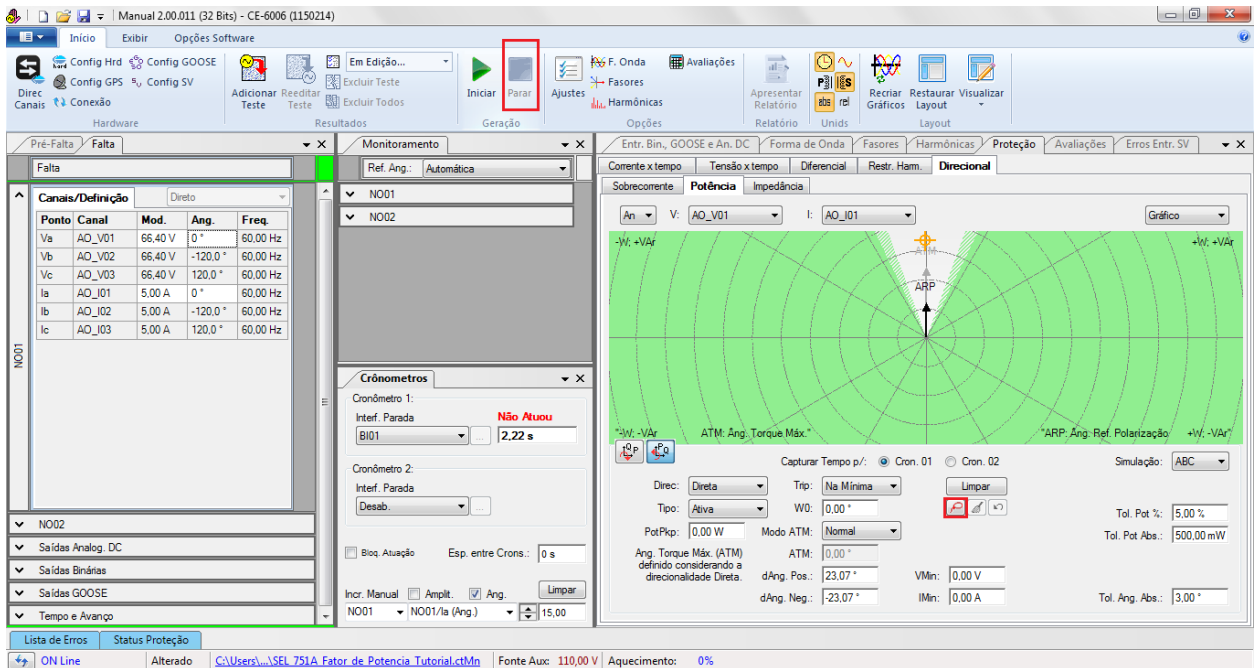 Manual 2.00.011 (32 Bits) - CE-6006 (1150214)
Início Exibir Opções Software
Direc Canais
Config Hrd Config GOOSE
Config GPS Config SV
Conexão
Hardware
Adicionar Teste
Reeditar Teste
Em Edição...
Excluir Teste
Excluir Todos
Resultados
Iniciar Parar
Geração
Ajustes
F. Onda Avaliações
Fasores
Harmônicas
Opções
Apresentar Relatório
Relatório
abs rel
Unids
Recriar Gráficos
Restaurar Layout
Visualizar
Layout
Pré-Falta Falta
Falta
Canais/Definição Direto
Ponto Canal Mod. Ang. Freq.
Va AO_V01 66,40 V 0 ° 60,00 Hz
Vb AO_V02 66,40 V -120,0 ° 60,00 Hz
Vc AO_V03 66,40 V 120,0 ° 60,00 Hz
Ia AO_I01 5,00 A 0 ° 60,00 Hz
Ib AO_I02 5,00 A -120,0 ° 60,00 Hz
Ic AO_I03 5,00 A 120,0 ° 60,00 Hz
NO01
NO02
Saídas Analog. DC
Saídas Binárias
Saídas GOOSE
Tempo e Avanço
Monitoramento
Ref. Ang.: Automática
NO01
NO02
Crônometros
Cronômetro 1:
Interf. Parada Não Atuou
BI01 ... 2,22 s
Cronômetro 2:
Interf. Parada
Desab. ...
Bloq. Atuação Esp. entre Crons.: 0 s
Incr. Manual Amplit. Ang. Limpar
NO01 NO01/Ia (Ang.) 15,00
Entr. Bin., GOOSE e An. DC Forma de Onda Fasores Harmônicas Proteção Avaliações Erros Entr. SV
Corrente x tempo Tensão x tempo Diferencial Restr. Harm. Direcional
Sobrecorrente Potência Impedância
An V: AO_V01 I: AO_I01 Gráfico
-W; +VAr +W; +VAr
ATM
ARP
"-W; -VAr ATM: Âng. Torque Máx." "ARP: Âng. Ref. Polarização +W; -VAr"
Capturar Tempo p/: Cron. 01 Cron. 02 Simulação: ABC
Direc: Direta Trip: Na Mínima Limpar
Tipo: Ativa W0: 0,00 ° Tol. Pot %: 5,00 %
PotPkp: 0,00 W Modo ATM: Normal Tol. Pot Abs.: 500,00 mW
Ang. Torque Máx. (ATM) definido considerando a direcionalidade Direta.
ATM: 0,00 °
dAng. Pos.: 23,07 ° VMin: 0,00 V
dAng. Neg.: -23,07 ° IMin: 0,00 A Tol. Ang. Abs.: 3,00 °
Lista de Erros Status Proteção
ON Line Alterado C:\Users\...\SEL 751A Fator de Potencia Tutorial.ctMn Fonte Aux: 110,00 V Aquecimento: 0%